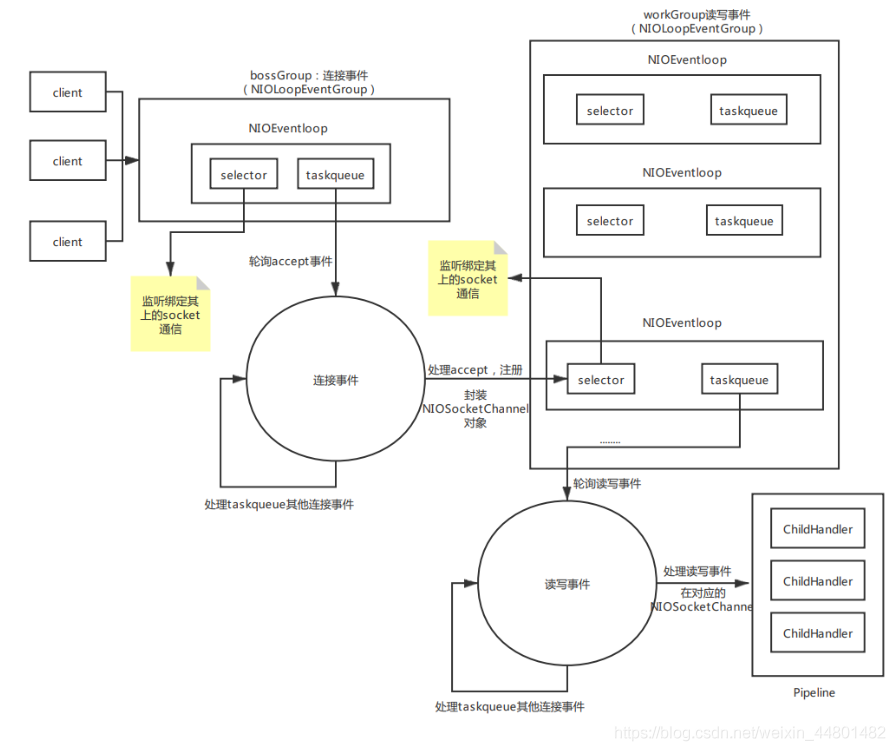 workGroup读写事件
（NIOLoopEventGroup）
NIOEventloop
selector
taskqueue
NIOEventloop
selector
taskqueue
NIOEventloop
selector
taskqueue
........
client
client
client
bossGroup：连接事件
（NIOLoopEventGroup）
NIOEventloop
selector
taskqueue
监听绑定其
上的socket
通信
轮询accept事件
监听绑定其
上的socket
通信
连接事件
处理accept，注册
封装
NIOSocketChannel
对象
处理taskqueue其他连接事件
轮询读写事件
读写事件
处理读写事件
在对应的
NIOSocketChanne
处理taskqueue其他连接事件
ChildHandler
ChildHandler
ChildHandler
Pipeline
https://blog.csdn.net/weixin_44801482